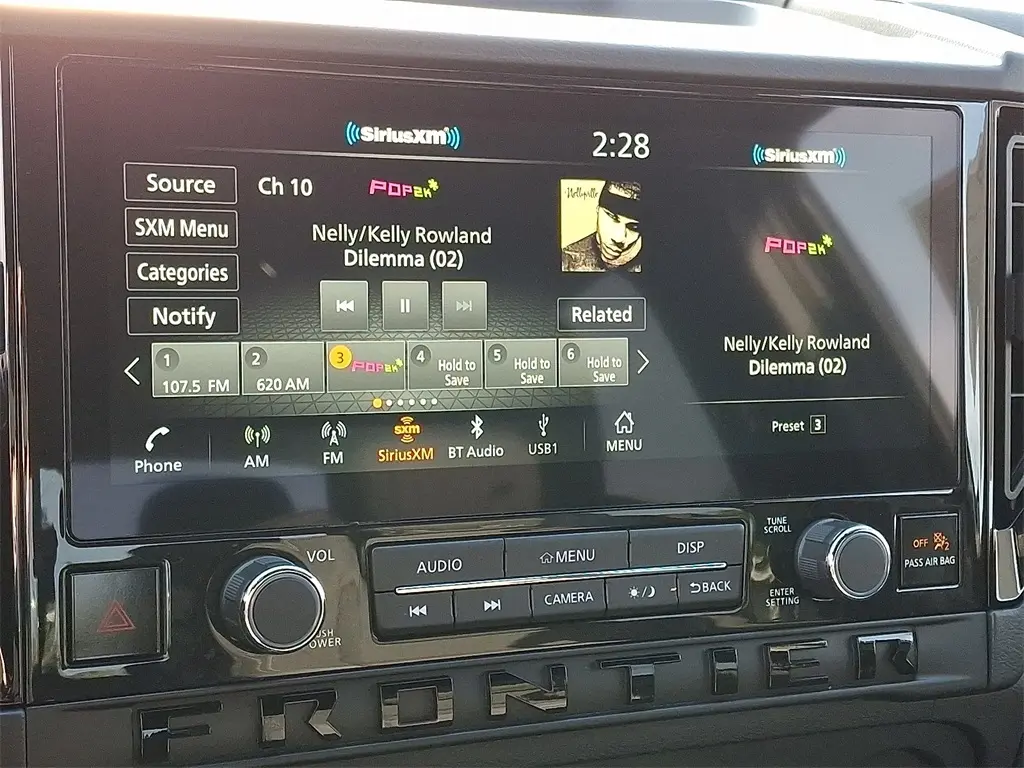 SiriusXM
2:28
SiriusXM
Source
Ch 10
POP2K
SXM Menu
Nelly/Kelly Rowland
Dilemma (02)
Nellyville
Categories
Notify
Related
POP2K
Nelly/Kelly Rowland
Dilemma (02)
1
107.5 FM
2
620 AM
3
POP2K
4
Hold to
Save
5
Hold to
Save
6
Hold to
Save
Preset 3
Phone
AM
FM
sxm
SiriusXM
BT Audio
USB1
MENU
VOL
AUDIO
MENU
DISP
TUNE
SCROLL
OFF
2
PASS AIR BAG
CAMERA
BACK
ENTER
SETTING
FRONTIER